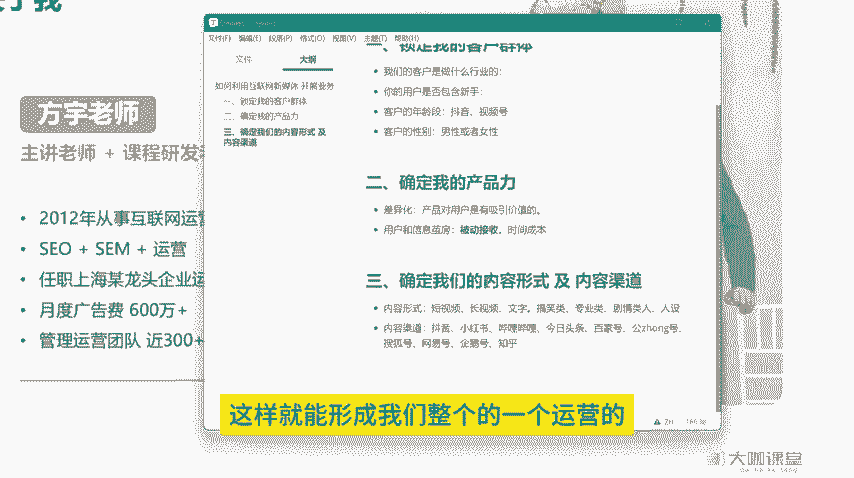 方宇老师
主讲老师 + 课程研发
2012年从事互联网运营
SEO + SEM + 运营
任职上海某龙头企业运
月度广告费 600万+
管理运营团队 近300+
文件(F) 编辑(E) 段落(P) 格式(O) 视图(V) 主题(T) 帮助(H)
文件 大纲
如何利用互联网新媒体 开展业务
一、锁定我的客户群体
二、确定我的产品力
三、确定我们的内容形式 及
内容渠道
一、锁定我的客户群体
我们的客户是做什么行业的：
你的用户是否包含新手：
客户的年龄段：抖音、视频号
客户的性别：男性或者女性
二、确定我的产品力
差异化：产品对用户是有吸引价值的。
用户和信息茧房：被动接收、时间成本
三、确定我们的内容形式 及 内容渠道
内容形式：短视频、长视频、文字。搞笑类、专业类、剧情类人、人设
内容渠道：抖音、小红书、哔哩哔哩、今日头条、百家号、公zhong号、
搜狐号、网易号、企鹅号、知乎
这样就能形成我们整个的一个运营的
大咖课堂